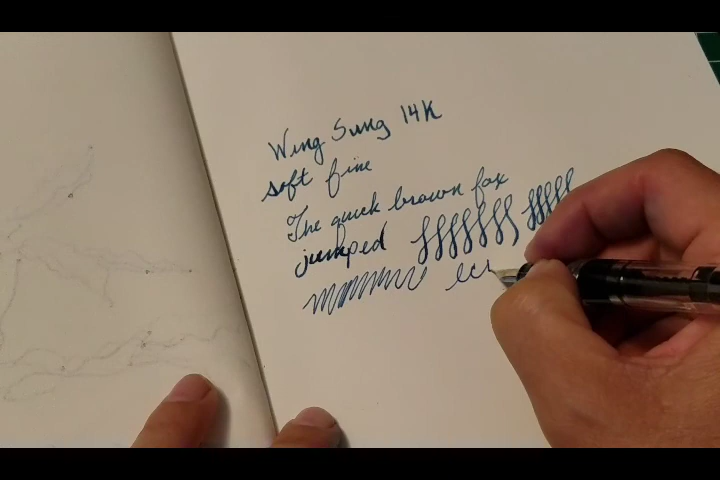 Wing Sung 14K
soft fine
The quick brown fox
jumped